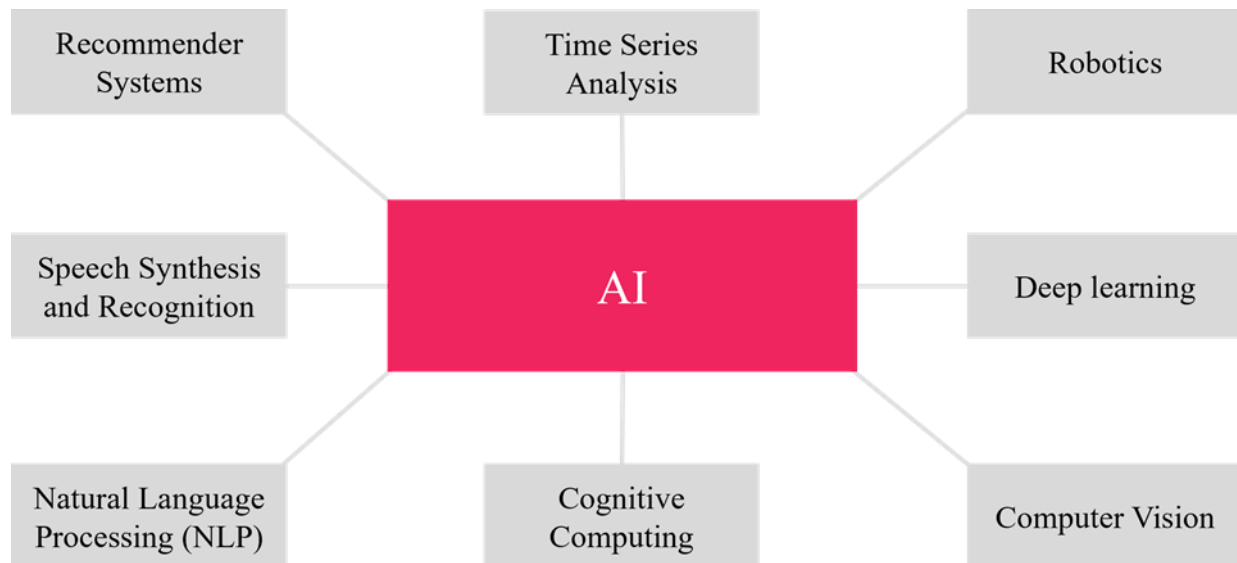 Recommender
Systems
Time Series
Analysis
Robotics
Speech Synthesis
and Recognition
AI
Deep learning
Natural Language
Processing (NLP)
Cognitive
Computing
Computer Vision